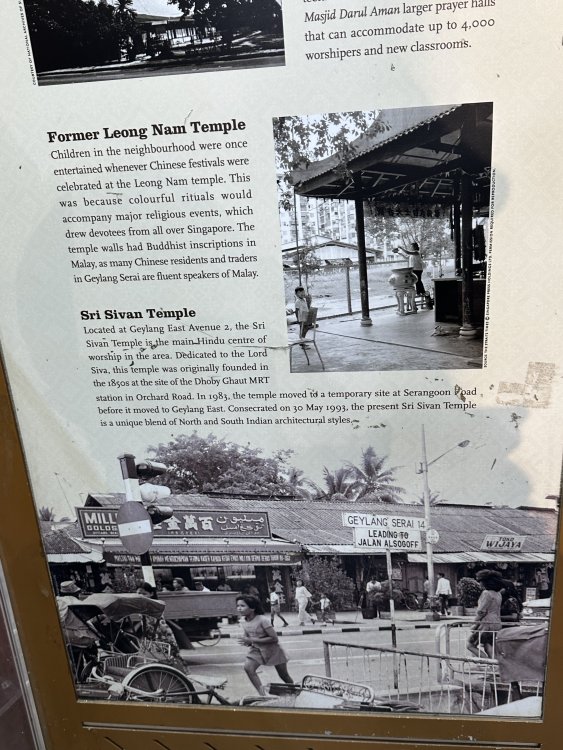 Masjid Darul Aman larger prayer halls
that can accommodate up to 4,000
worshipers and new classrooms.
Former Leong Nam Temple
Children in the neighbourhood were once
entertained whenever Chinese festivals were
celebrated at the Leong Nam temple. This
was because colourful rituals would
accompany major religious events, which
drew devotees from all over Singapore. The
temple walls had Buddhist inscriptions in
Malay, as many Chinese residents and traders
in Geylang Serai are fluent speakers of Malay.
Sri Sivan Temple
Located at Geylang East Avenue 2, the Sri
Sivan Temple is the main Hindu centre of
worship in the area. Dedicated to the Lord
Siva, this temple was originally founded in
the 1850s at the site of the Dhoby Ghaut MRT
station in Orchard Road. In 1983, the temple moved to a temporary site at Serangoon Road
before it moved to Geylang East. Consecrated on 30 May 1993, the present Sri Sivan Temple
is a unique blend of North and South Indian architectural styles.
金萬百
مليون
GEYLANG SERAI 14
LEADING TO
JALAN ALSOGOFF
WIJAYA